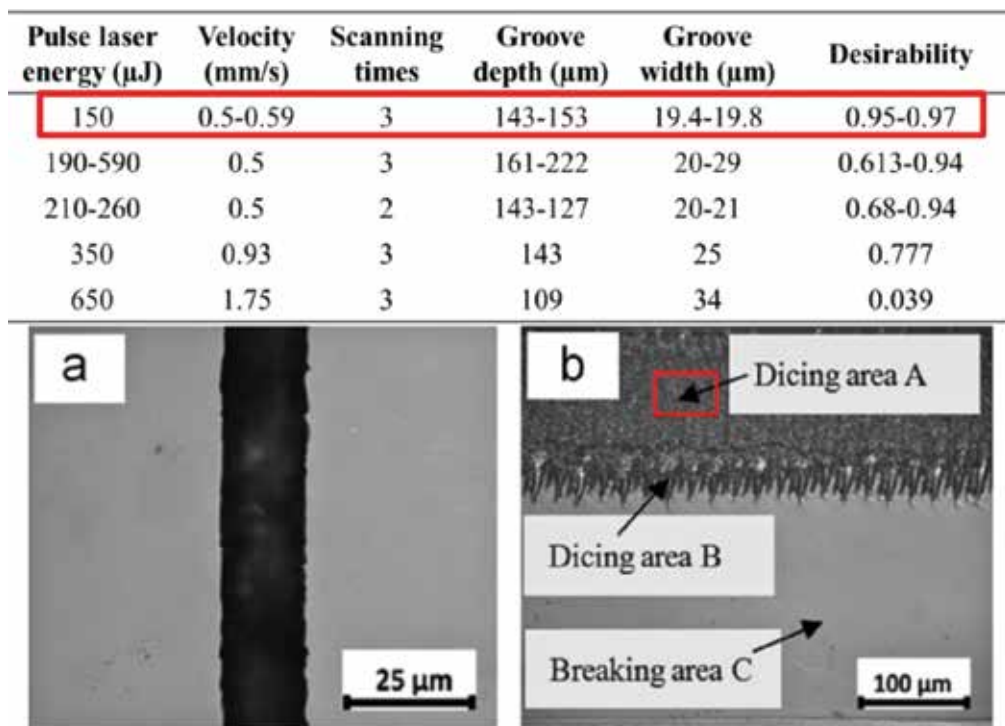 Pulse laser energy (µJ) Velocity (mm/s) Scanning times Groove depth (µm) Groove width (µm) Desirability
150 0.5-0.59 3 143-153 19.4-19.8 0.95-0.97
190-590 0.5 3 161-222 20-29 0.613-0.94
210-260 0.5 2 143-127 20-21 0.68-0.94
350 0.93 3 143 25 0.777
650 1.75 3 109 34 0.039
a
25 µm
b
Dicing area A
Dicing area B
Breaking area C
100 µm